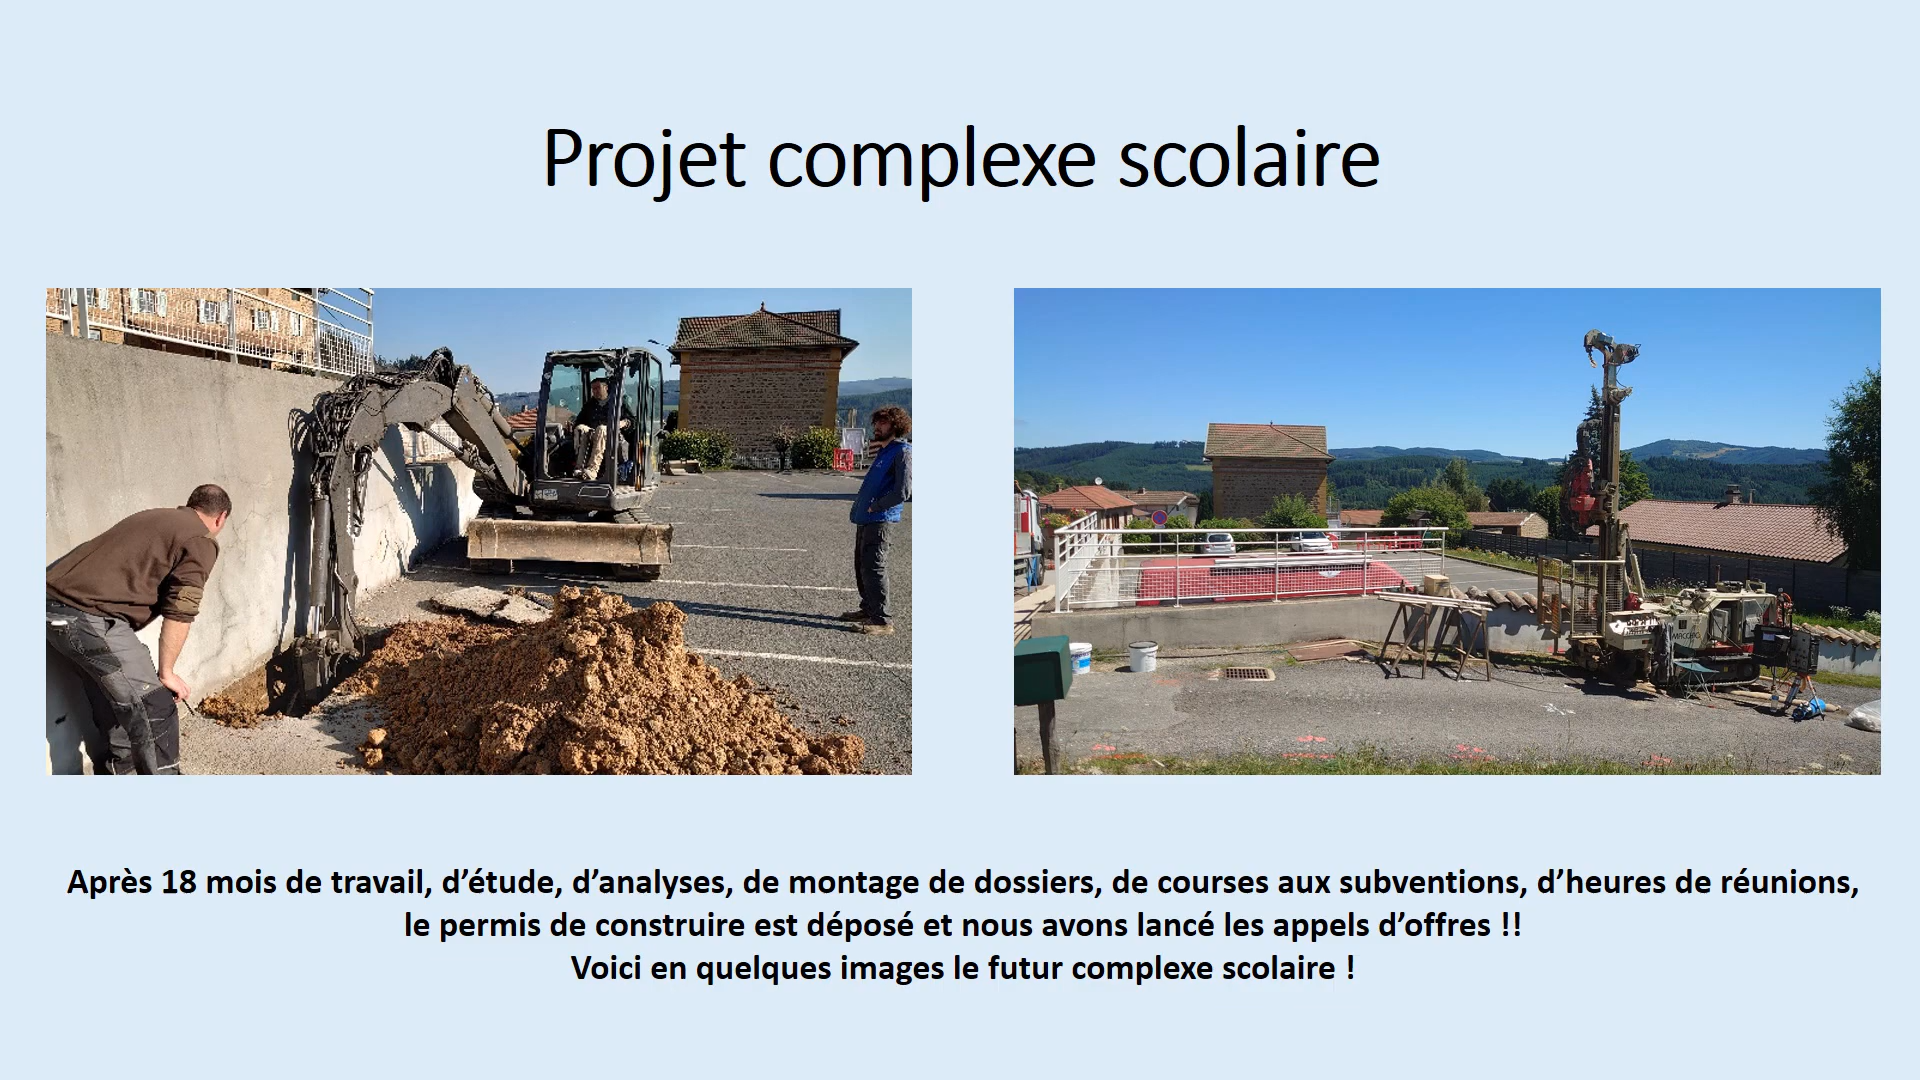 Projet complexe scolaire
Après 18 mois de travail, d’étude, d’analyses, de montage de dossiers, de courses aux subventions, d’heures de réunions,
le permis de construire est déposé et nous avons lancé les appels d’offres !!
Voici en quelques images le futur complexe scolaire !